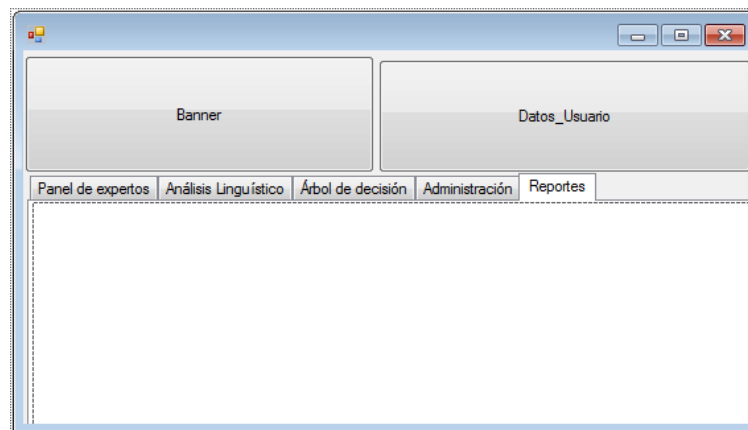 Banner
Datos_Usuario
Panel de expertos Análisis Linguístico Árbol de decisión Administración Reportes